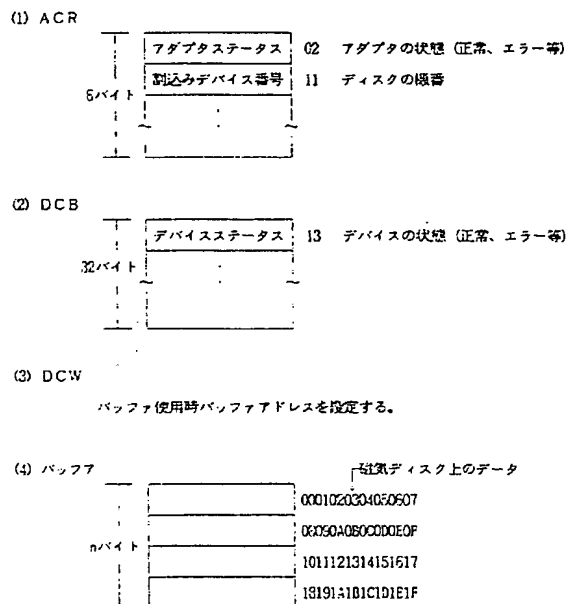 (1) ACR
アダプタステータス 02 アダプタの状態 (正常、エラー等)
割込みデバイス番号 11 ディスクの機番
6バイト
(2) DCB
デバイスステータス 13 デバイスの状態 (正常、エラー等)
32バイト
(3) DCW
バッファ使用時バッファアドレスを設定する。
(4) バッファ
磁気ディスク上のデータ
0001020304050607
08090A0B0C0D0E0F
nバイト
1011121314151617
18191A1B1C1D1E1F